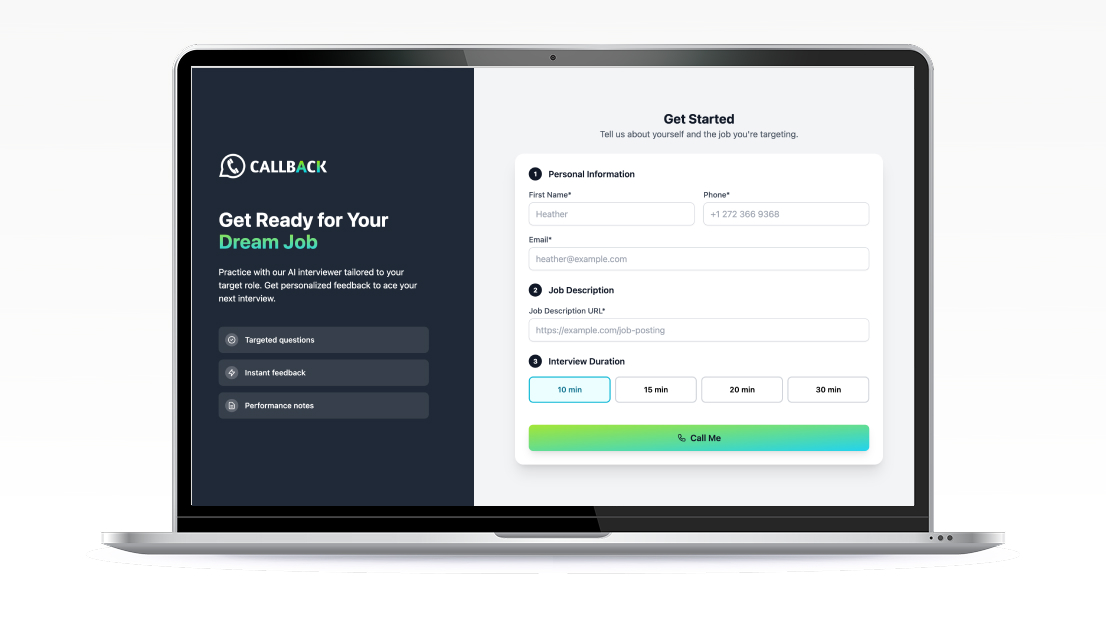 CALLBACK
Get Ready for Your
Dream Job
Practice with our AI interviewer tailored to your
target role. Get personalized feedback to ace your
next interview.
Targeted questions
Instant feedback
Performance notes
Get Started
Tell us about yourself and the job you're targeting.
1 Personal Information
First Name* Phone*
Heather +1 272 366 9368
Email*
heather@example.com
2 Job Description
Job Description URL*
https://example.com/job-posting
3 Interview Duration
10 min 15 min 20 min 30 min
Call Me